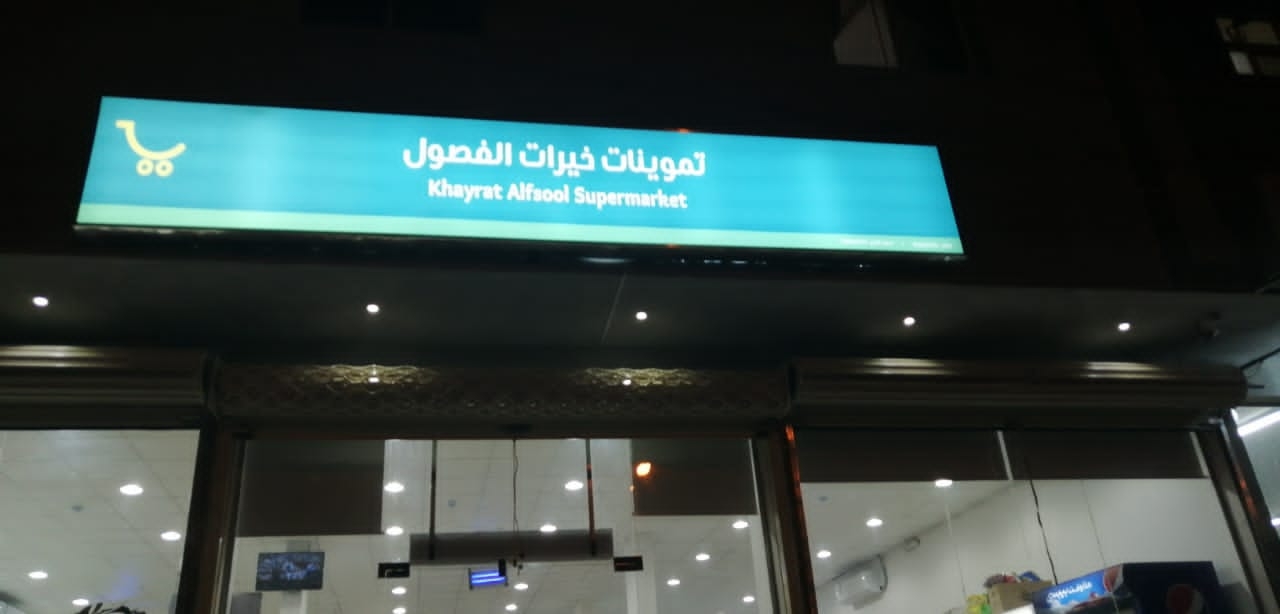 تموينات خيرات الفصول
Khayrat Alfsool Supermarket